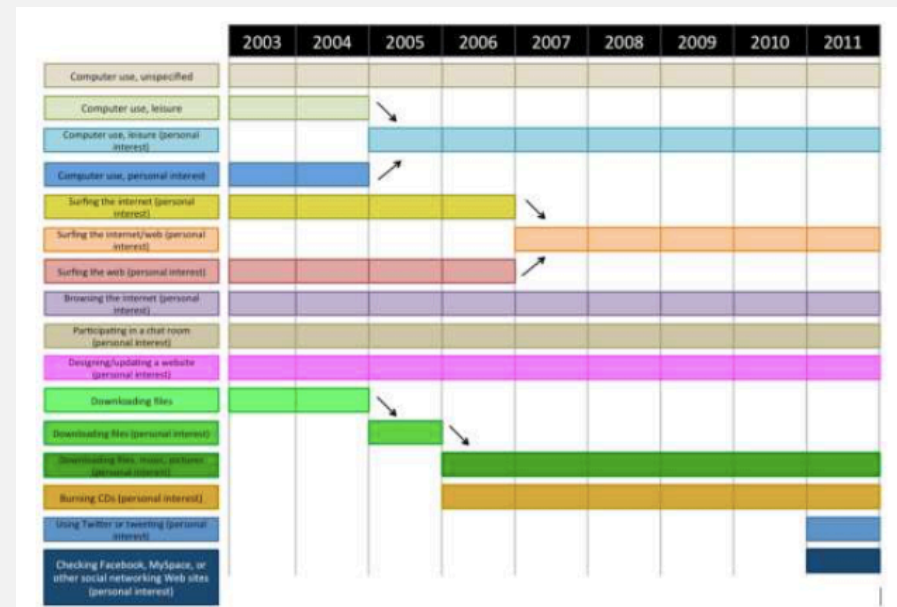 2003 2004 2005 2006 2007 2008 2009 2010 2011
Computer use, unspecified
Computer use, leisure
Computer use, leisure (personal
interest)
Computer use, personal interest
Surfing the internet (personal
interest)
Surfing the internet/web (personal
interest)
Surfing the web (personal interest)
Browsing the internet (personal
interest)
Participating in a chat room
(personal interest)
Designing/updating a website
(personal interest)
Downloading files
Downloading files (personal interest)
Downloading files, music, pictures
(personal interest)
Burning CDs (personal interest)
Using Twitter or tweeting (personal
interest)
Checking Facebook, MySpace, or
other social networking Web sites
(personal interest)